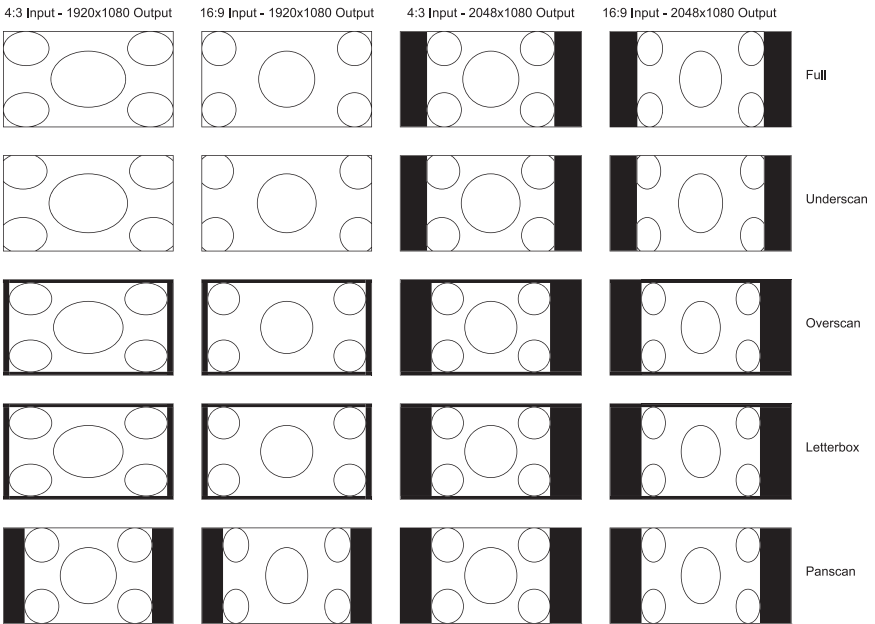 4:3 Input - 1920x1080 Output
16:9 Input - 1920x1080 Output
4:3 Input - 2048x1080 Output
16:9 Input - 2048x1080 Output
Full
Underscan
Overscan
Letterbox
Panscan